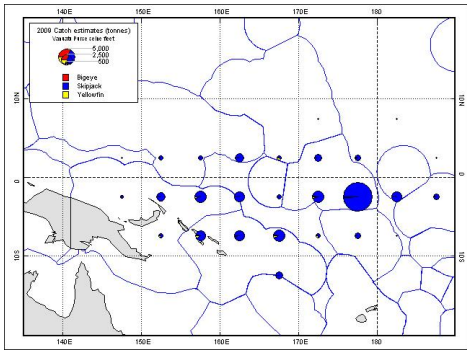 2009 Catch estimates (tonnes)
Vanuatu Purse seine fleet
5,000
2,500
500
Bigeye
Skipjack
Yellowfin
10N
10N
0
0
10S
10S
140E
150E
160E
170E
180
140E
150E
160E
170E
180